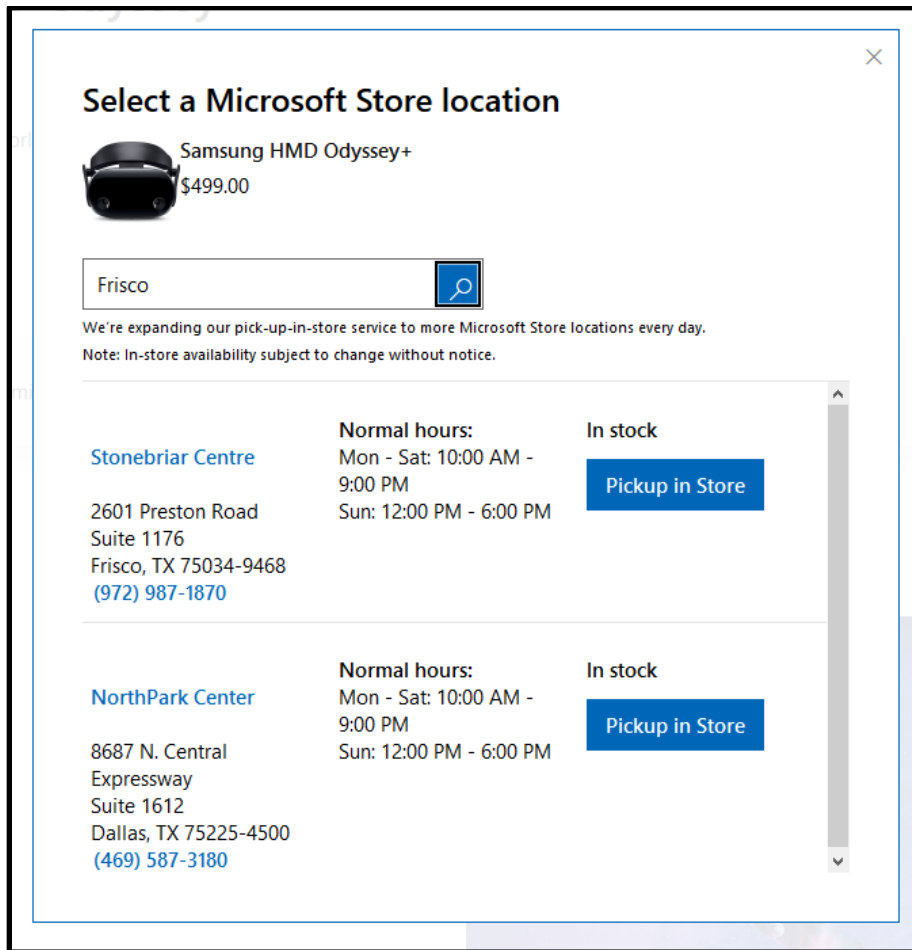 Select a Microsoft Store location
Samsung HMD Odyssey+
$499.00
Frisco
We're expanding our pick-up-in-store service to more Microsoft Store locations every day.
Note: In-store availability subject to change without notice.
Stonebriar Centre
2601 Preston Road
Suite 1176
Frisco, TX 75034-9468
(972) 987-1870
Normal hours:
Mon - Sat: 10:00 AM -
9:00 PM
Sun: 12:00 PM - 6:00 PM
In stock
Pickup in Store
NorthPark Center
8687 N. Central
Expressway
Suite 1612
Dallas, TX 75225-4500
(469) 587-3180
Normal hours:
Mon - Sat: 10:00 AM -
9:00 PM
Sun: 12:00 PM - 6:00 PM
In stock
Pickup in Store